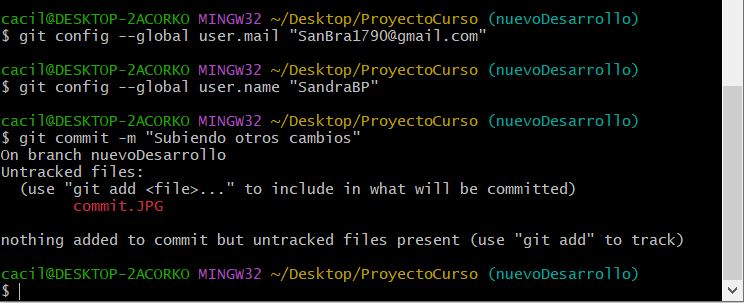 cacil@DESKTOP-2ACORKO MINGW32 ~/Desktop/ProyectoCurso (nuevoDesarrollo)
$ git config --global user.mail "SanBra1790@gmail.com"
cacil@DESKTOP-2ACORKO MINGW32 ~/Desktop/ProyectoCurso (nuevoDesarrollo)
$ git config --global user.name "SandraBP"
cacil@DESKTOP-2ACORKO MINGW32 ~/Desktop/ProyectoCurso (nuevoDesarrollo)
$ git commit -m "Subiendo otros cambios"
On branch nuevoDesarrollo
Untracked files:
  (use "git add <file>..." to include in what will be committed)
        commit.JPG
nothing added to commit but untracked files present (use "git add" to track)
cacil@DESKTOP-2ACORKO MINGW32 ~/Desktop/ProyectoCurso (nuevoDesarrollo)
$